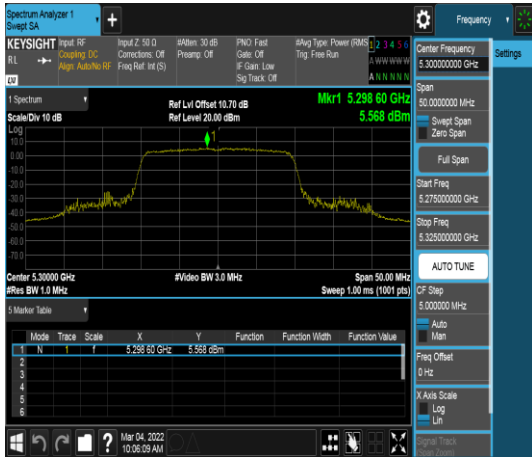 Spectrum Analyzer 1
Swept SA
Frequency
KEYSIGHT
Input: RF
Input Z: 50 Ω
#Atten: 30 dB
PNO: Fast
#Avg Type: Power (RMS
1 2 3 4 5 6
RL
Coupling: DC
Corrections: Off
Preamp: Off
Gate: Off
Trig: Free Run
A WW WW W
Align: Auto/No RF
Freq Ref: Int (S)
IF Gain: Low
Sig Track: Off
A N N N N N
LXI
1 Spectrum
Ref Lvl Offset 10.70 dB
Mkr1 5.298 60 GHz
Scale/Div 10 dB
Ref Level 20.00 dBm
5.568 dBm
Log
10.0
0.00
-10.0
-20.0
-30.0
-40.0
-50.0
-60.0
-70.0
1
Center 5.30000 GHz
#Video BW 3.0 MHz
Span 50.00 MHz
#Res BW 1.0 MHz
Sweep 1.00 ms (1001 pts)
5 Marker Table
Mode Trace Scale X Y Function Function Width Function Value
1 N 1 f 5.298 60 GHz 5.568 dBm
2
3
4
5
6
Mar 04, 2022
10:06:09 AM
Center Frequency
5.300000000 GHz
Settings
Span
50.0000000 MHz
Swept Span
Zero Span
Full Span
Start Freq
5.275000000 GHz
Stop Freq
5.325000000 GHz
AUTO TUNE
CF Step
5.000000 MHz
Auto
Man
Freq Offset
0 Hz
X Axis Scale
Log
Lin
Signal Track
(Span Zoom)